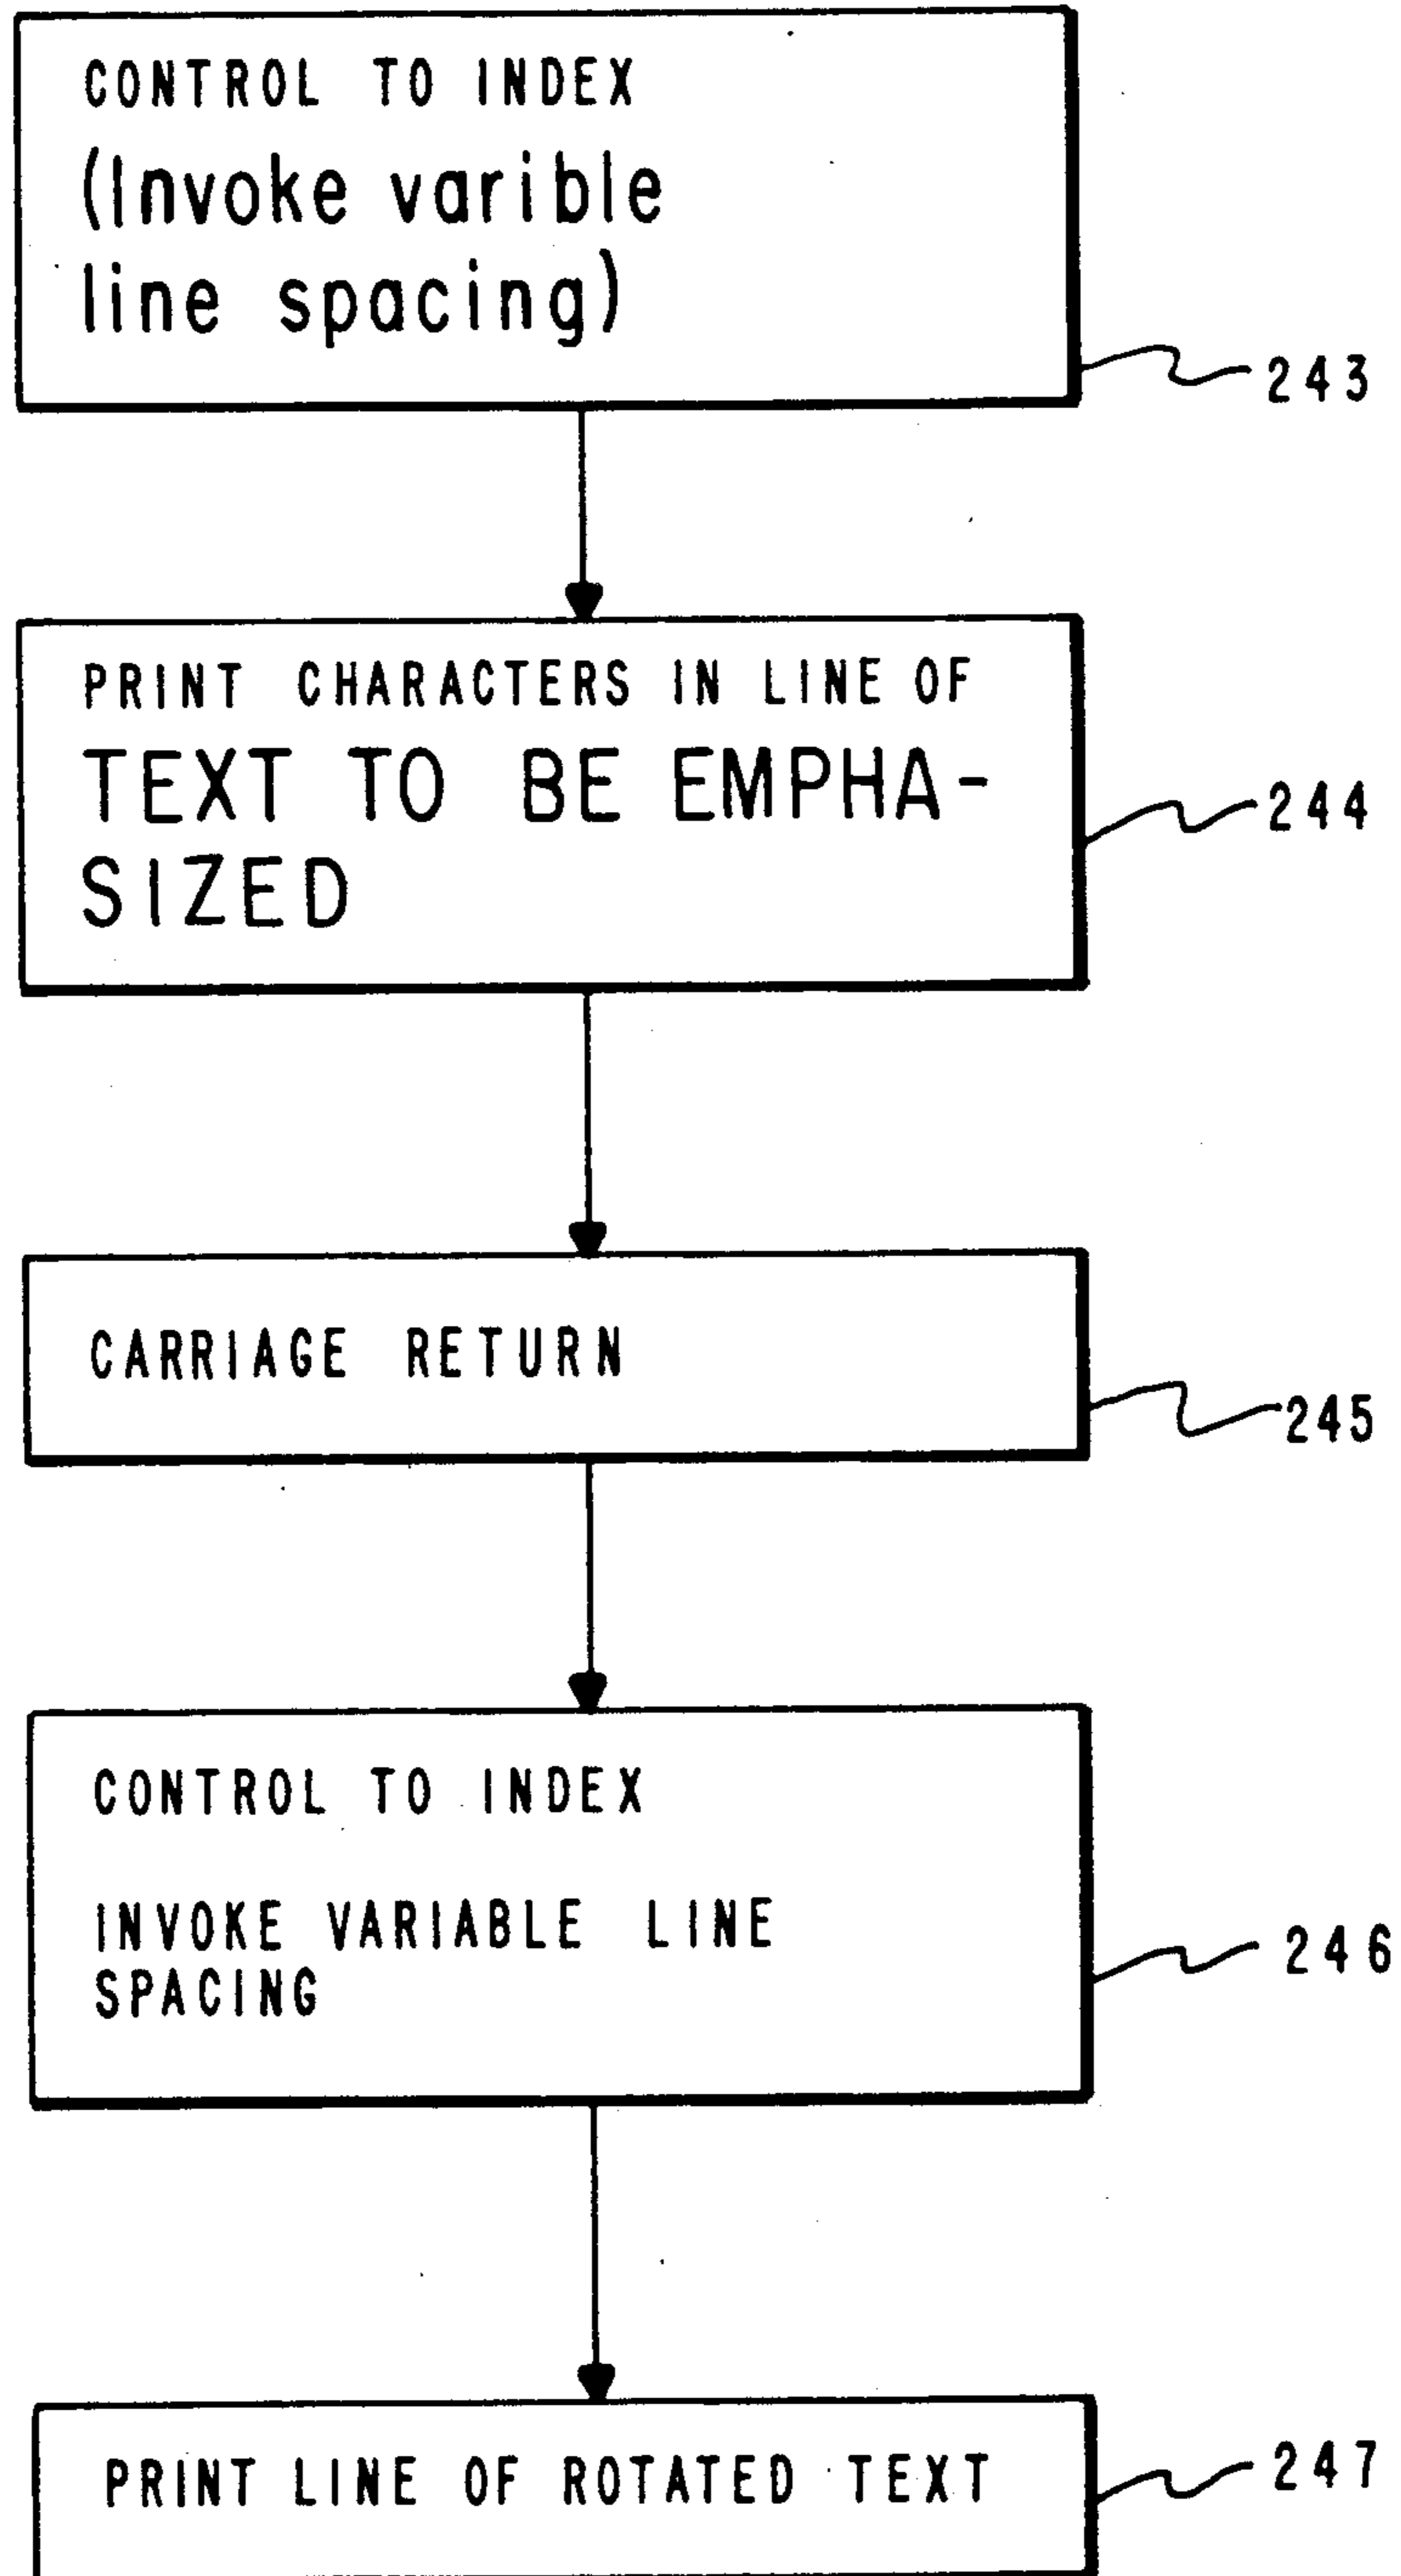 CONTROL TO INDEX
(Invoke varible
line spacing)
243
PRINT CHARACTERS IN LINE OF
TEXT TO BE EMPHA-
SIZED
244
CARRIAGE RETURN
245
CONTROL TO INDEX
INVOKE VARIABLE LINE
SPACING
246
PRINT LINE OF ROTATED TEXT
247